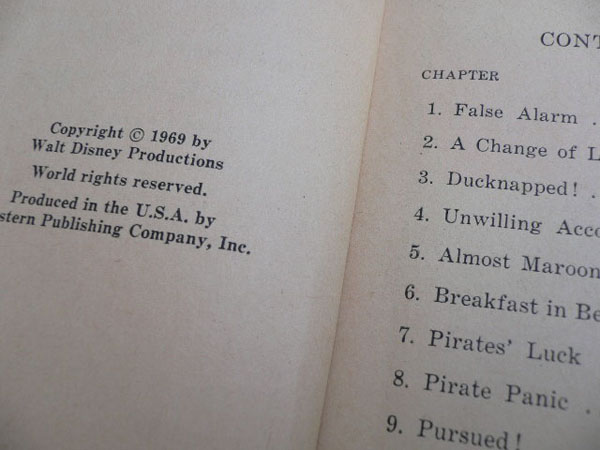 Copyright © 1969 by
Walt Disney Productions
World rights reserved.
Produced in the U.S.A. by
stern Publishing Company, Inc.
CONT
CHAPTER
1. False Alarm .
2. A Change of L
3. Ducknapped! .
4. Unwilling Acco
5. Almost Maroon
6. Breakfast in Be
7. Pirates' Luck
8. Pirate Panic .
9. Pursued!